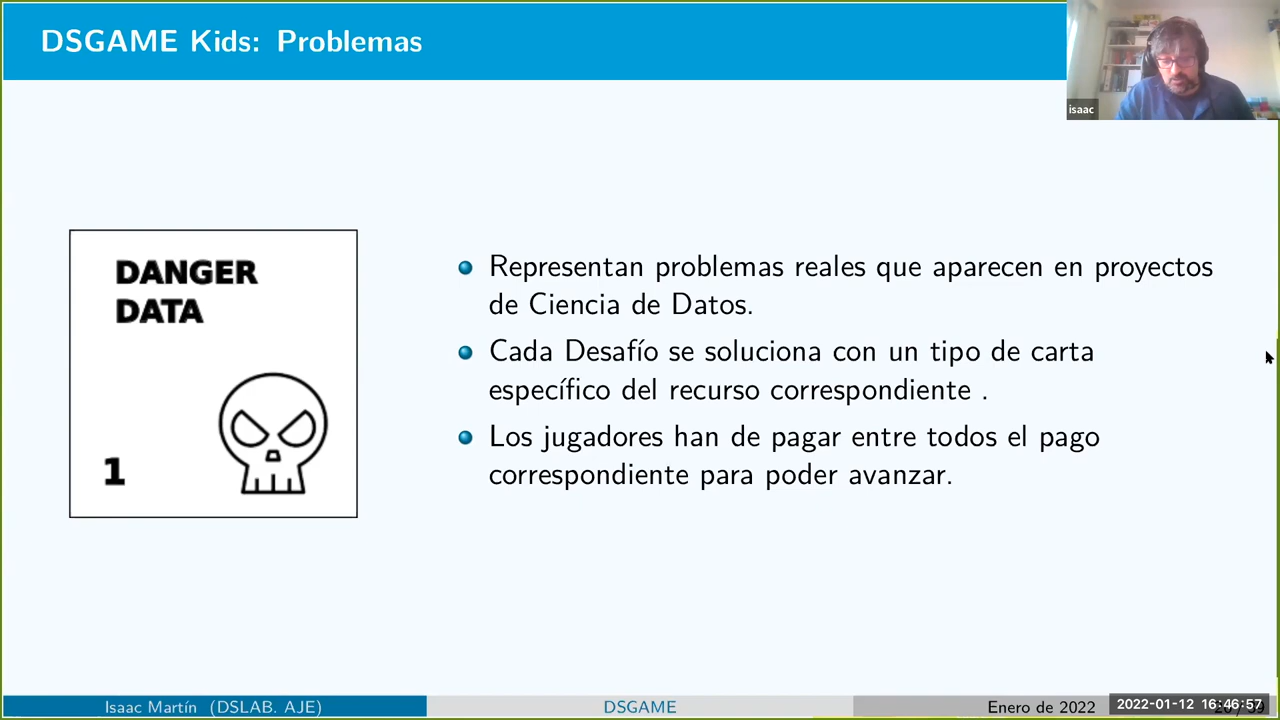 DSGAME Kids: Problemas
isaac
DANGER
DATA
1
Representan problemas reales que aparecen en proyectos
de Ciencia de Datos.
Cada Desafío se soluciona con un tipo de carta
específico del recurso correspondiente .
Los jugadores han de pagar entre todos el pago
correspondiente para poder avanzar.
Isaac Martín (DSLAB. AJE)
DSGAME
Enero de 2022
2022-01-12 16:46:57